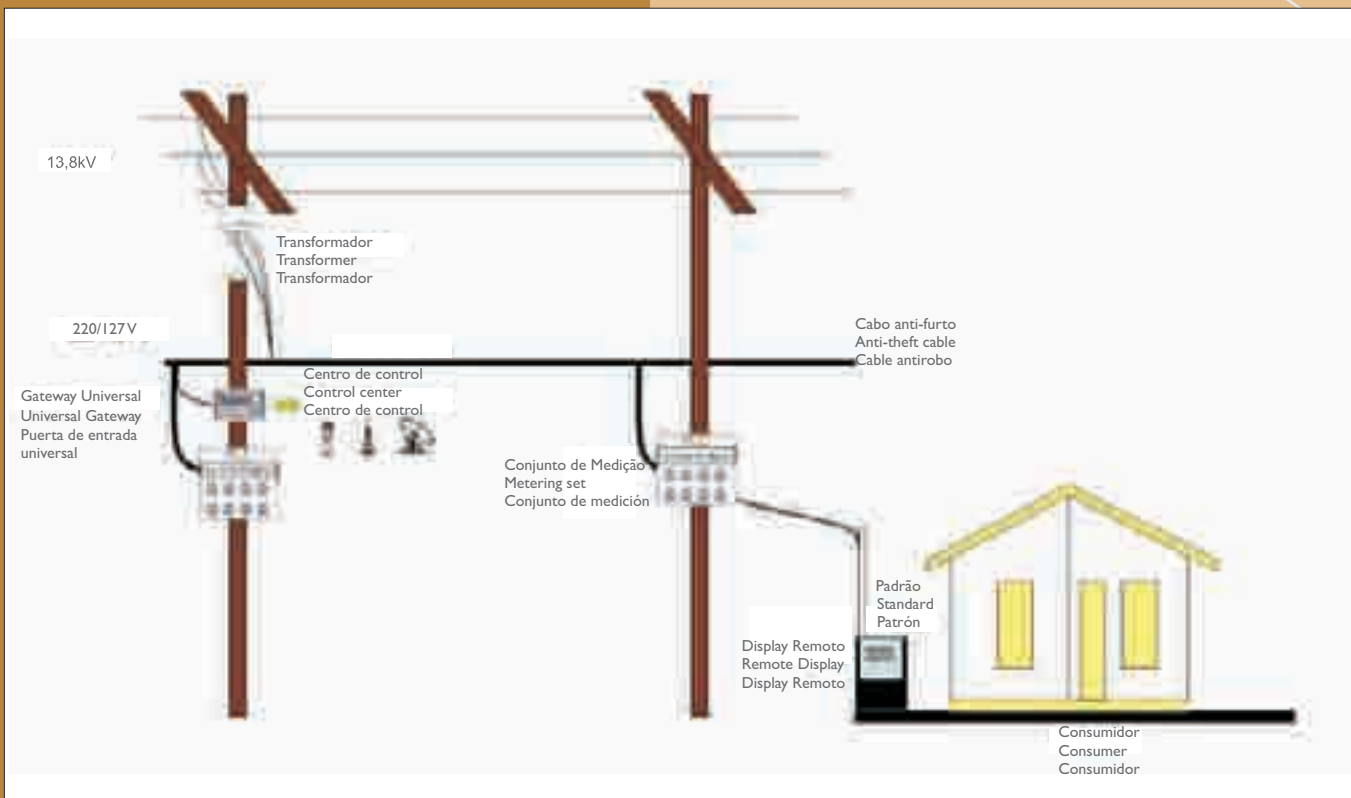 13,8kV
Transformador
Transformer
Transformador
220/127 V
Cabo anti-furto
Anti-theft cable
Cable antirobo
Centro de control
Control center
Centro de control
Gateway Universal
Universal Gateway
Puerta de entrada
universal
Conjunto de Medição
Metering set
Conjunto de medición
Padrão
Standard
Patrón
Display Remoto
Remote Display
Display Remoto
Consumidor
Consumer
Consumidor